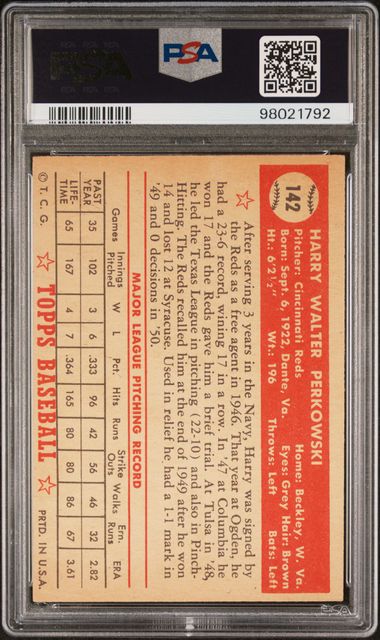 PSA
PSA
98021792
142
HARRY WALTER PERKOWSKI
Pitcher: Cincinnati Reds Home: Beckley, W. Va.
Born: Sept. 6, 1922, Dante, Va. Eyes: Grey Hair: Brown
Ht.: 6'2½" Wt.: 196 Throws: Left Bats: Left
After serving 3 years in the Navy, Harry was signed by
the Reds as a free agent in 1946. That year at Ogden, he
had a 23-6 record, winning 17 in a row. In '47 at Columbia he
won 17 and the Reds gave him a brief trial. At Tulsa in '48,
he led the Texas League in pitching (22-10) and also in Pinch-
Hitting. The Reds recalled him at the end of 1949 after he won
14 and lost 12 at Syracuse. Used in relief he had a 1-1 mark in
'49 and 0 decisions in '50.
MAJOR LEAGUE PITCHING RECORD
Games Innings Pitched W L Pct. Hits Runs Strike Outs Walks Ern. Runs ERA
PAST YEAR 35 102 3 6 .333 96 42 56 46 32 2.82
LIFE-TIME 65 167 4 7 .364 165 80 80 86 67 3.61
© T. C. G. TOPPS BASEBALL PRTD. IN U.S.A.